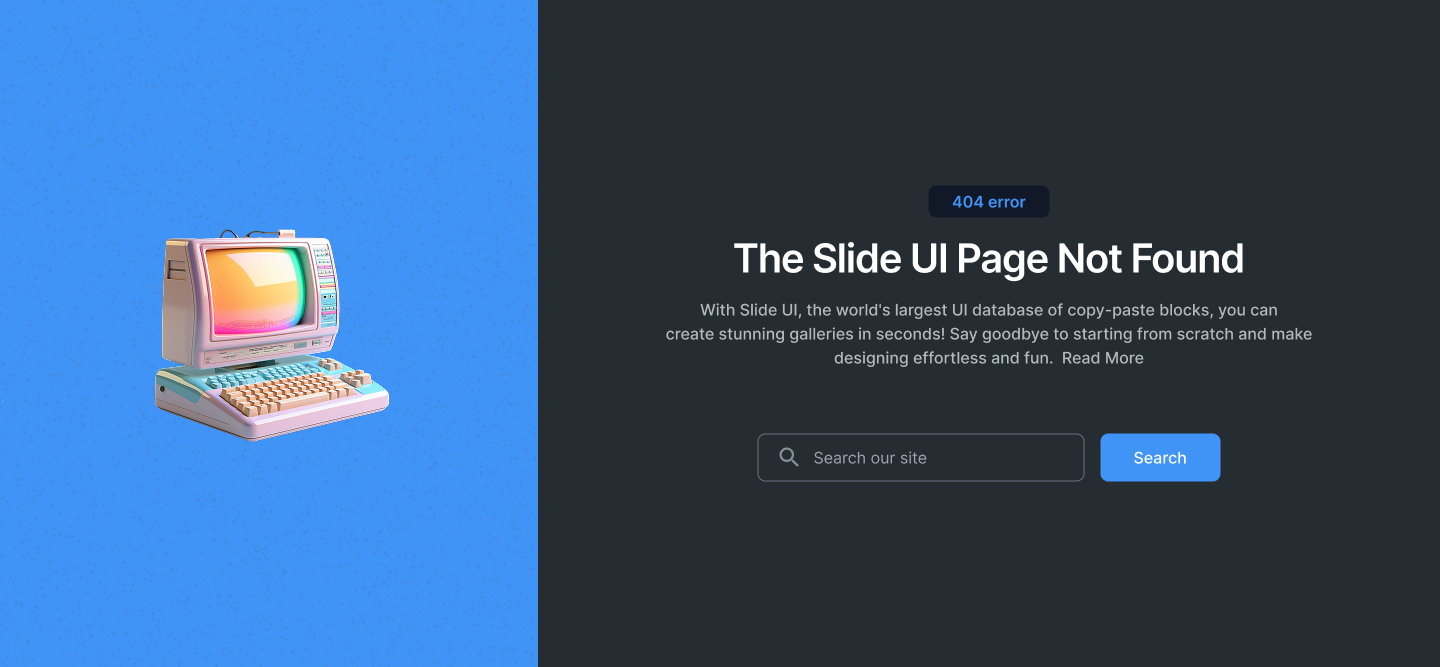 404 error
The Slide UI Page Not Found
With Slide UI, the world's largest UI database of copy-paste blocks, you can
create stunning galleries in seconds! Say goodbye to starting from scratch and make
designing effortless and fun.  Read More
Search our site
Search